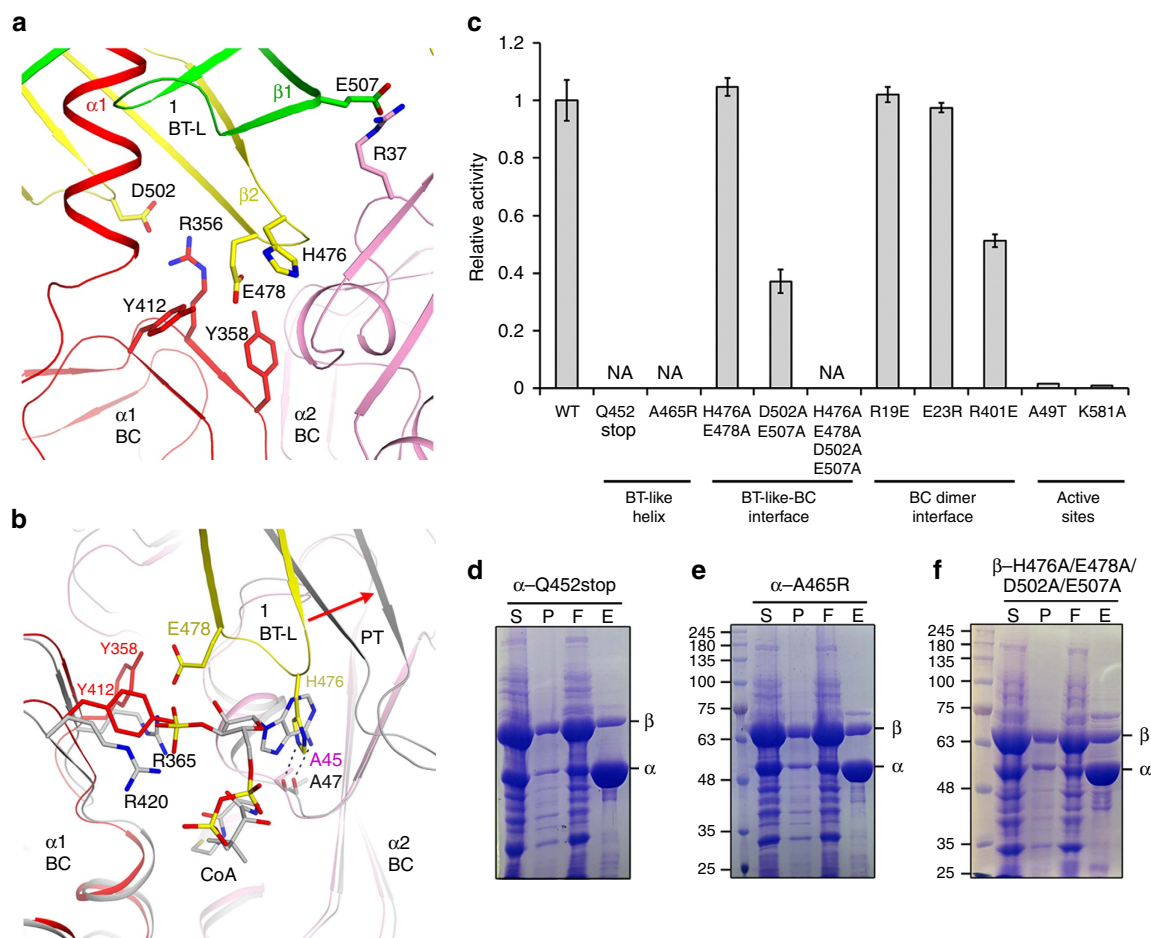 a
α1
1
BT-L
β1
E507
R37
D502
β2
R356
H476
E478
Y412
Y358
α1
BC
α2
BC
b
1
BT-L
E478
PT
Y358
H476
Y412
R365
A45
A47
R420
α1
BC
α2
BC
CoA
c
Relative activity
1.2
1
0.8
0.6
0.4
0.2
0
NA
NA
NA
WT
Q452
stop
A465R
H476A
E478A
D502A
E507A
H476A
E478A
D502A
E507A
R19E
E23R
R401E
A49T
K581A
BT-like
helix
BT-like-BC
interface
BC dimer
interface
Active
sites
d
α–Q452stop
S P F E
β
α
e
α–A465R
S P F E
245
180
135
100
75
63
48
35
25
β
α
f
β–H476A/E478A/
D502A/E507A
S P F E
245
180
135
100
75
63
48
35
25
β
α